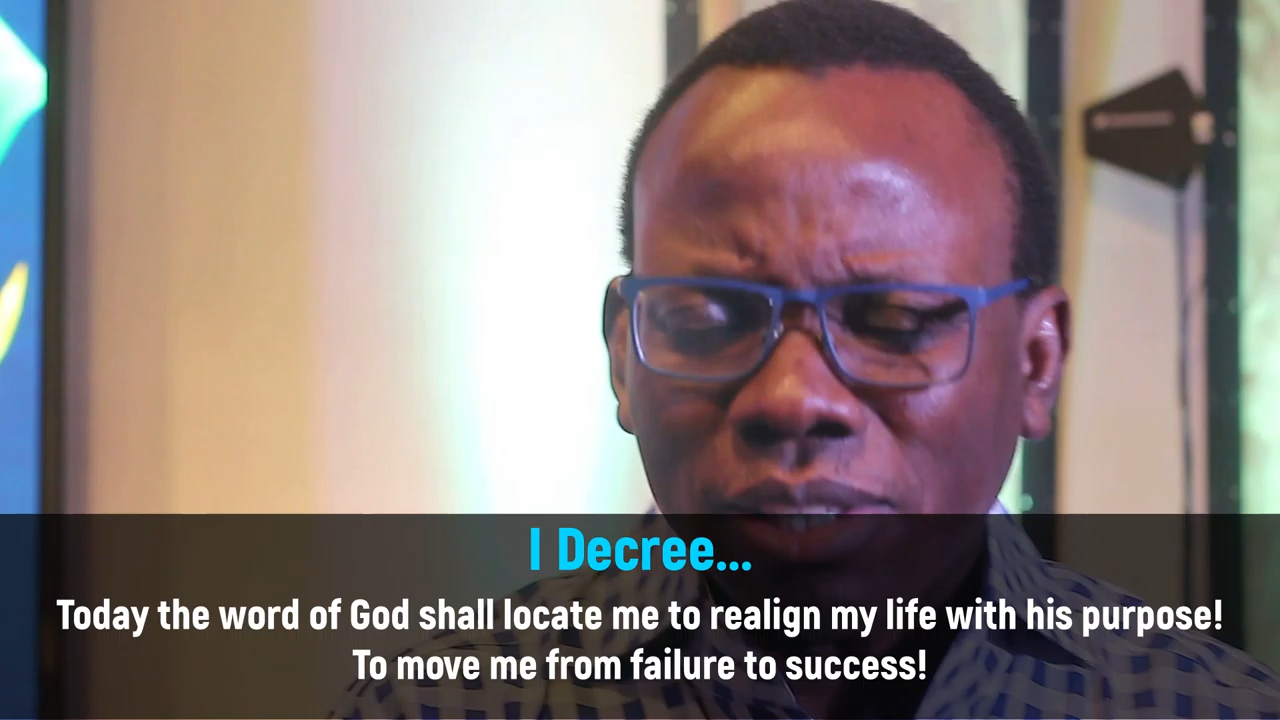 I Decree...
Today the word of God shall locate me to realign my life with his purpose!
To move me from failure to success!